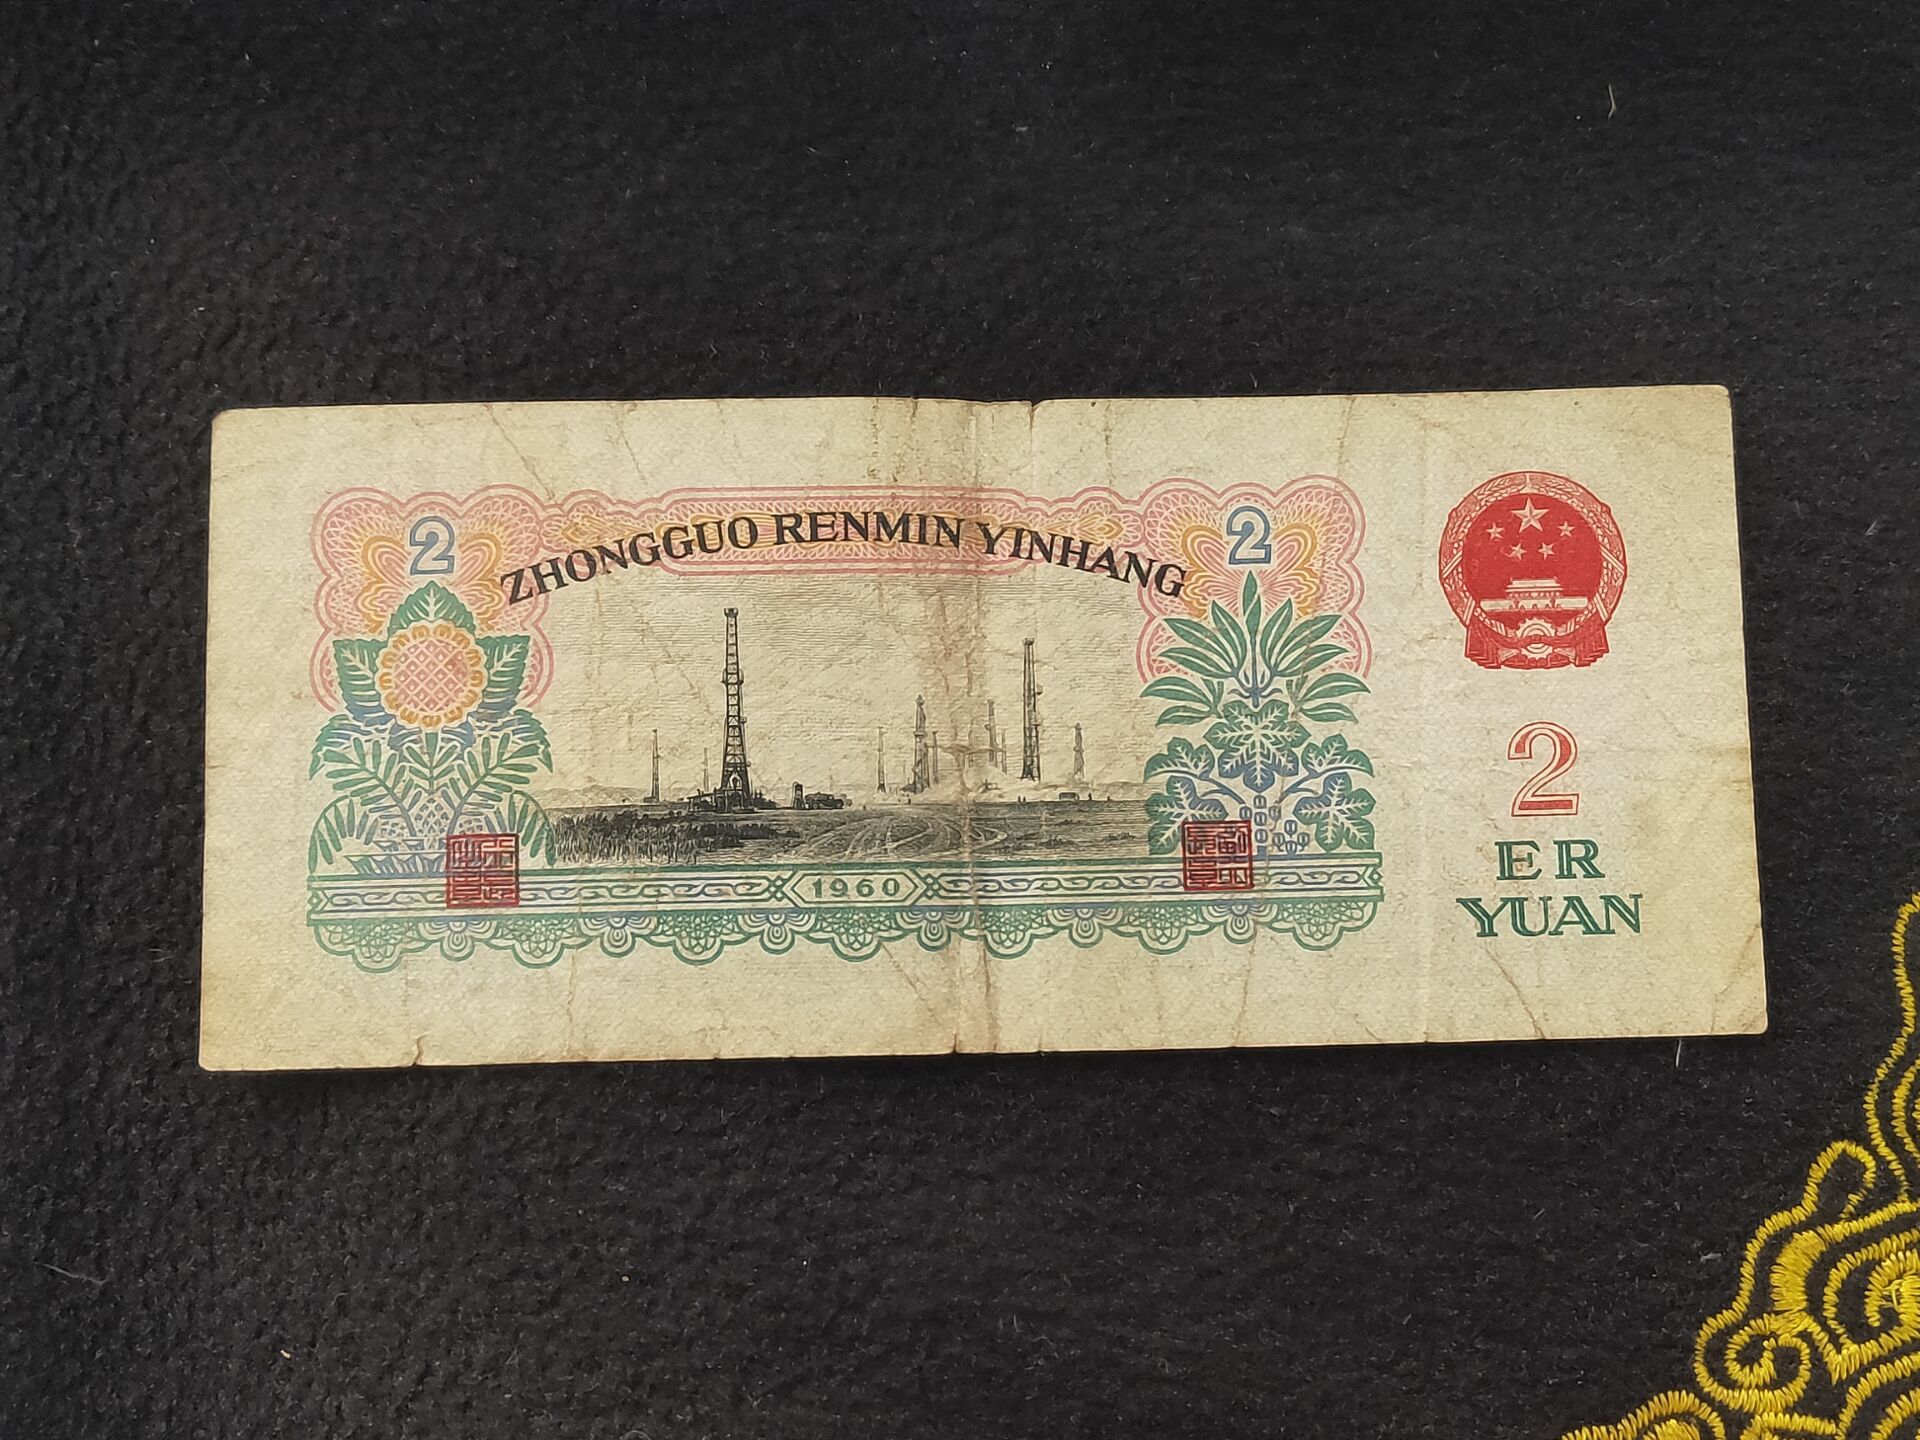 2
ZHONGGUO RENMIN YINHANG
2
1960
2
ER
YUAN